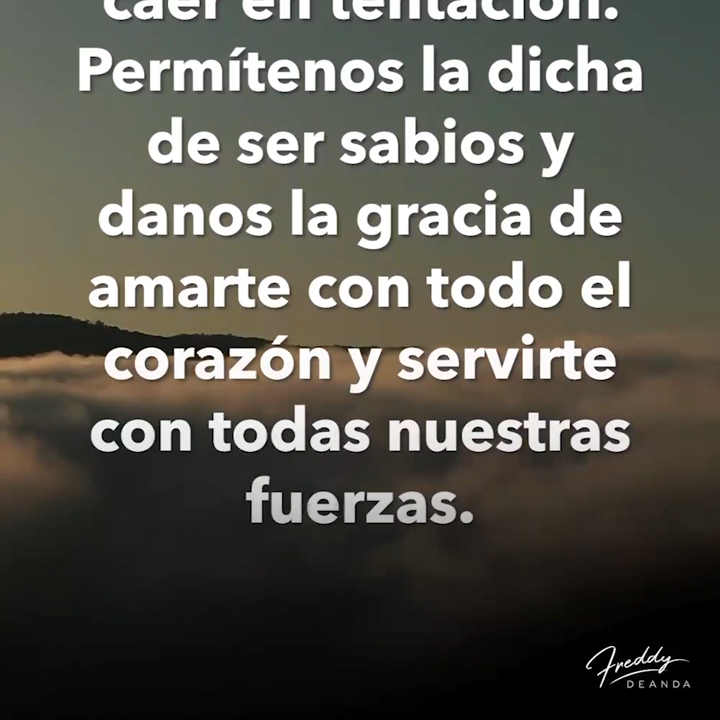 caer en tentación.
Permítenos la dicha
de ser sabios y
danos la gracia de
amarte con todo el
corazón y servirte
con todas nuestras
fuerzas.
Freddy
DEANDA